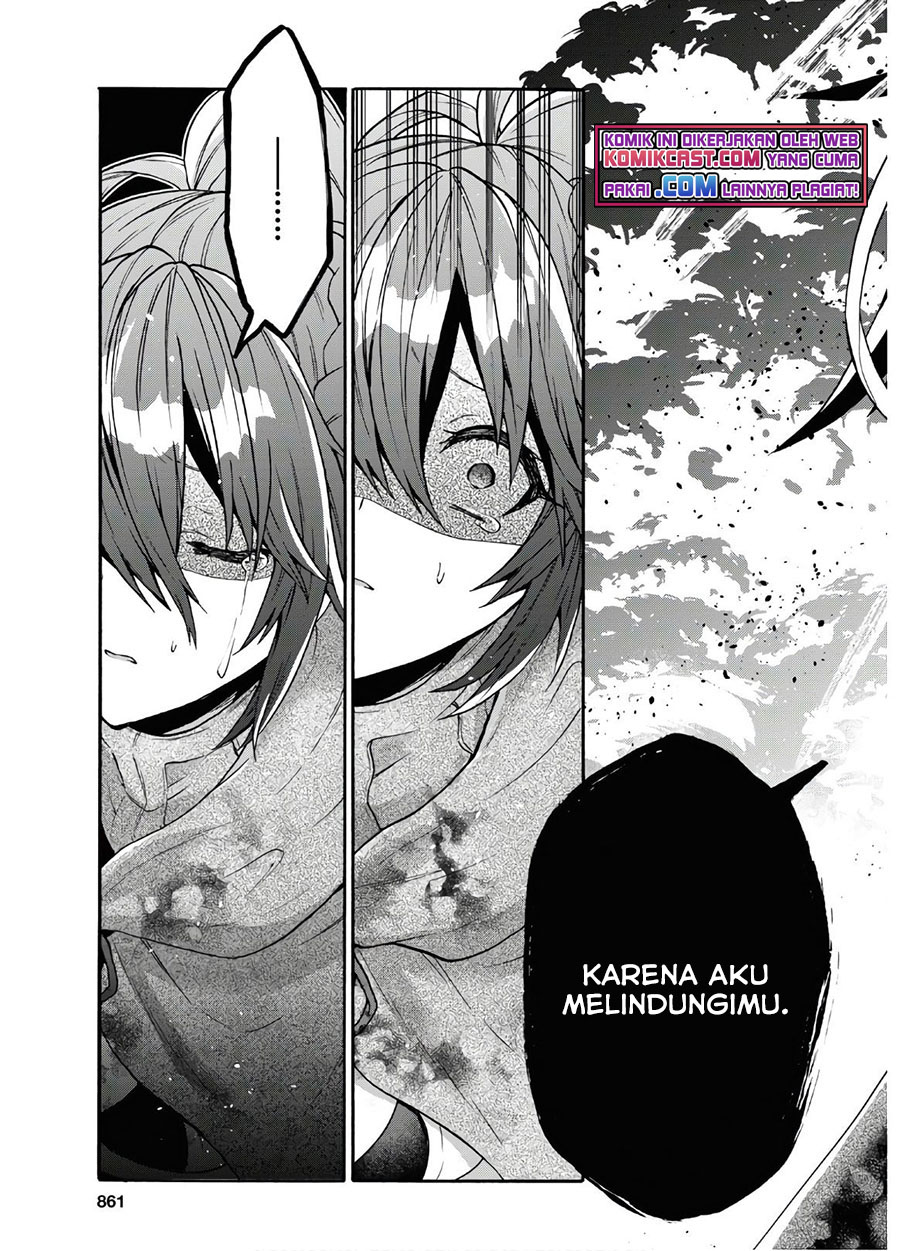 KOMIK INI DIKERJAKAN OLEH WEB
KOMIKCAST.COM YANG CUMA
PAKAI .COM LAINNYA PLAGIAT!
KARENA AKU
MELINDUNGIMU.
861